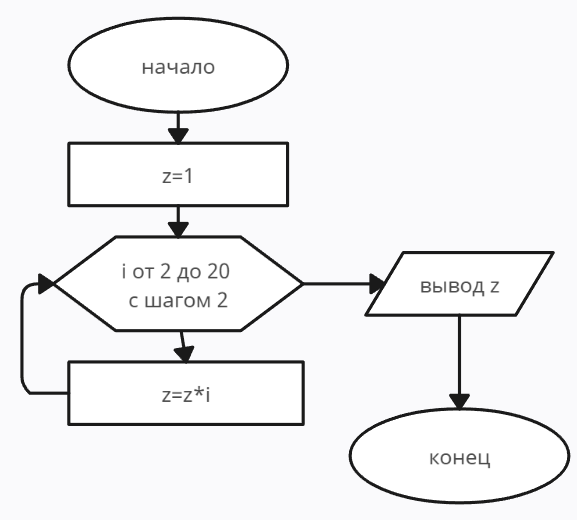 начало
z=1
i от 2 до 20
с шагом 2
вывод z
z=z*i
конец